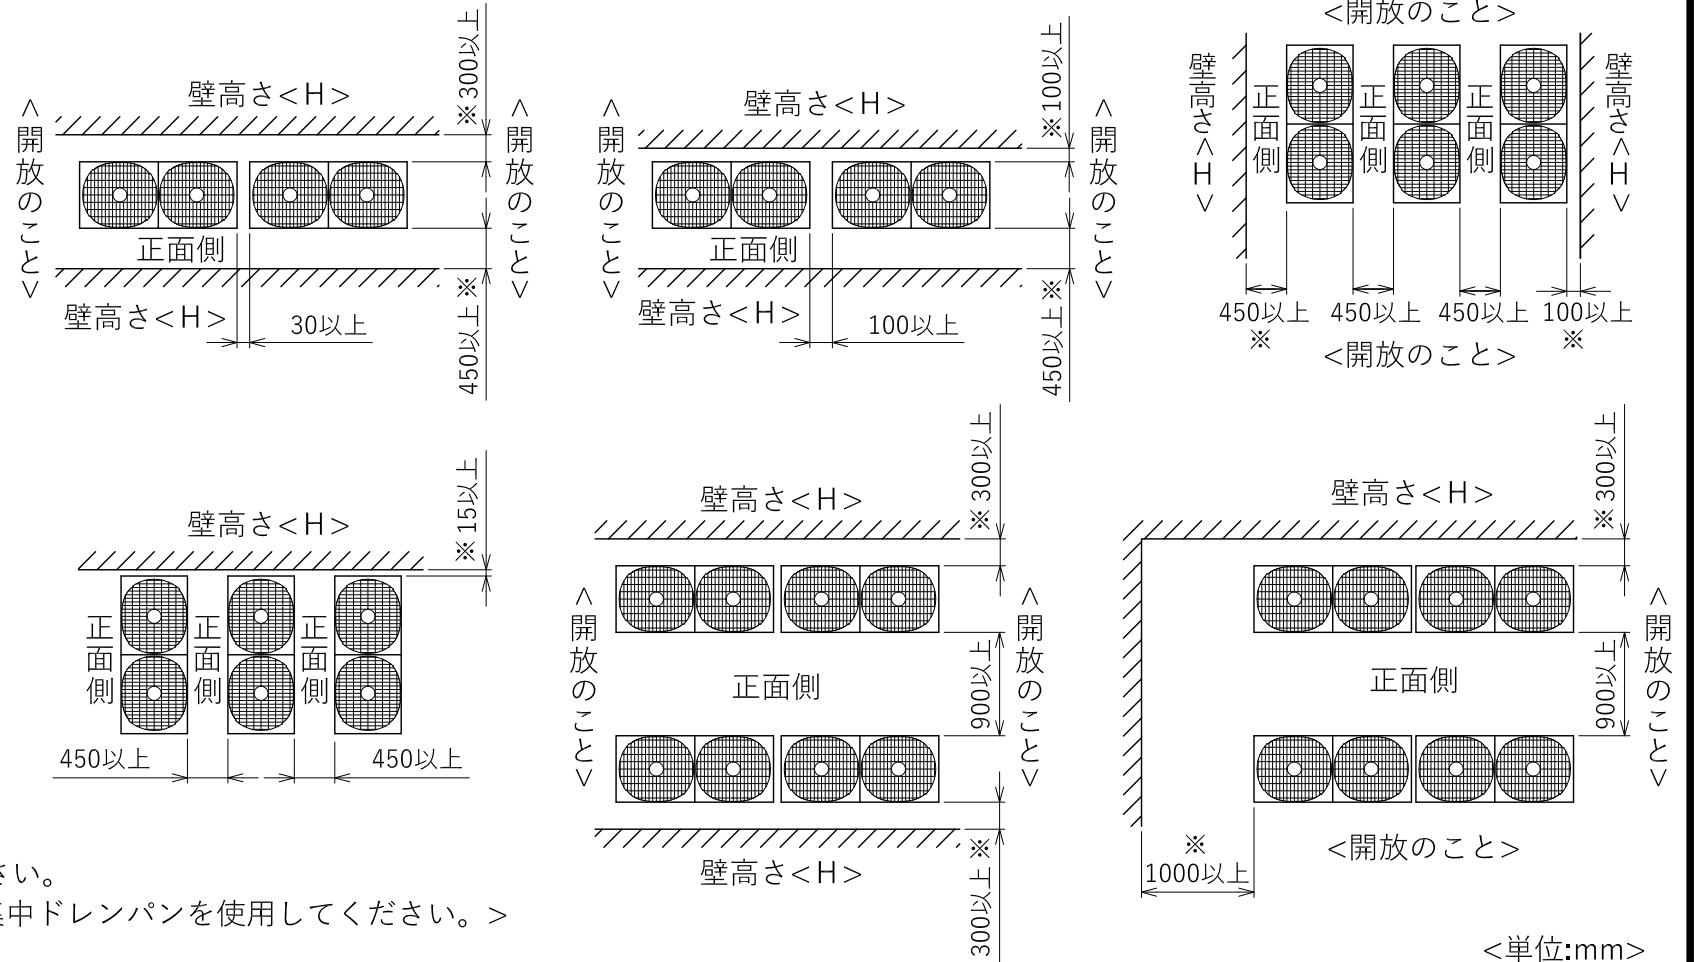 壁高さ<H>
※300以上
<開放のこと>
<開放のこと>
正面側
壁高さ<H>
30以上
450以上※
壁高さ<H>
※100以上
<開放のこと>
<開放のこと>
正面側
壁高さ<H>
100以上
450以上※
<開放のこと>
壁高さ<H>
正面側
正面側
正面側
壁高さ<H>
450以上
450以上
450以上
100以上
※
※
<開放のこと>
壁高さ<H>
※15以上
正面側
正面側
正面側
450以上
450以上
壁高さ<H>
※300以上
<開放のこと>
<開放のこと>
正面側
900以上
壁高さ<H>
300以上※
壁高さ<H>
※300以上
正面側
900以上
<開放のこと>
※
1000以上
<開放のこと>
さい。
中ドレンパンを使用してください。>
<単位:mm>